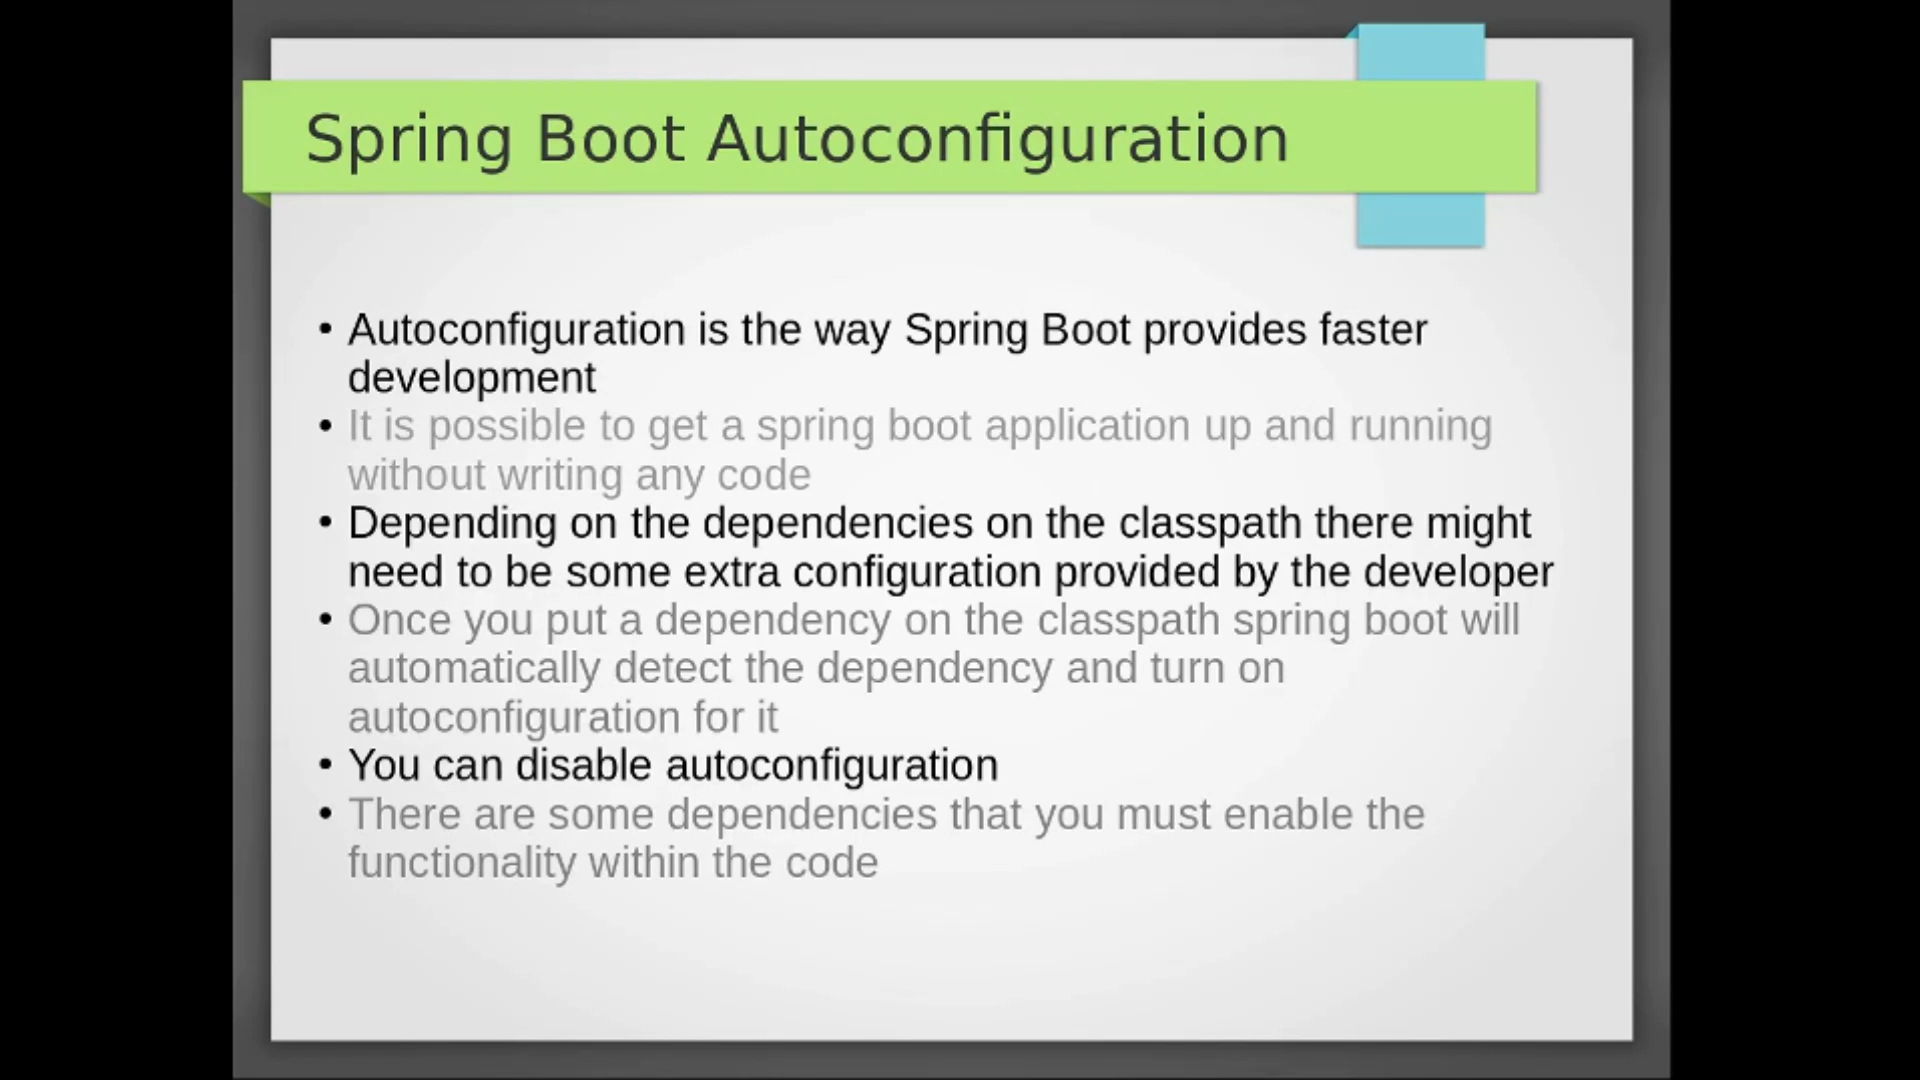 Spring Boot Autoconfiguration
• Autoconfiguration is the way Spring Boot provides faster
development
• It is possible to get a spring boot application up and running
without writing any code
• Depending on the dependencies on the classpath there might
need to be some extra configuration provided by the developer
• Once you put a dependency on the classpath spring boot will
automatically detect the dependency and turn on
autoconfiguration for it
• You can disable autoconfiguration
• There are some dependencies that you must enable the
functionality within the code